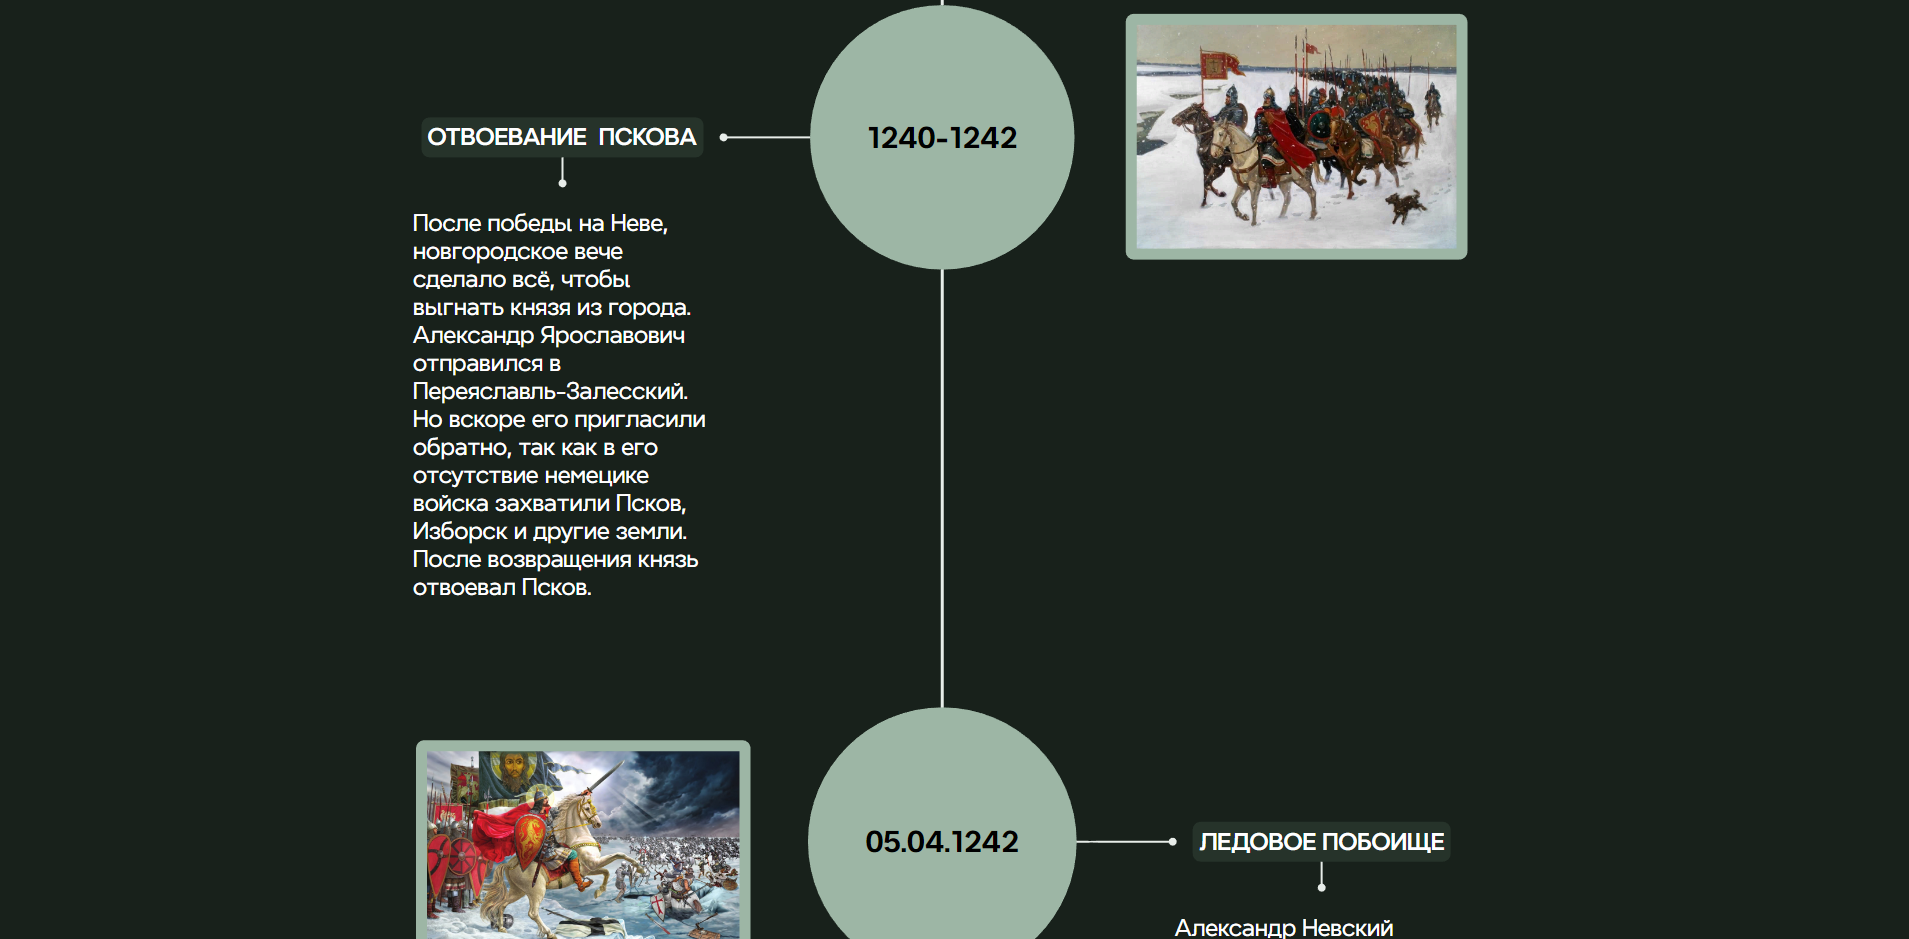 1240-1242
ОТВОЕВАНИЕ ПСКОВА
После победы на Неве,
новгородское вече
сделало всё, чтобы
выгнать князя из города.
Александр Ярославович
отправился в
Переяславль-Залесский.
Но вскоре его пригласили
обратно, так как в его
отсутствие немецике
войска захватили Псков,
Изборск и другие земли.
После возвращения князь
отвоевал Псков.
05.04.1242
ЛЕДОВОЕ ПОБОИЩЕ
Александр Невский